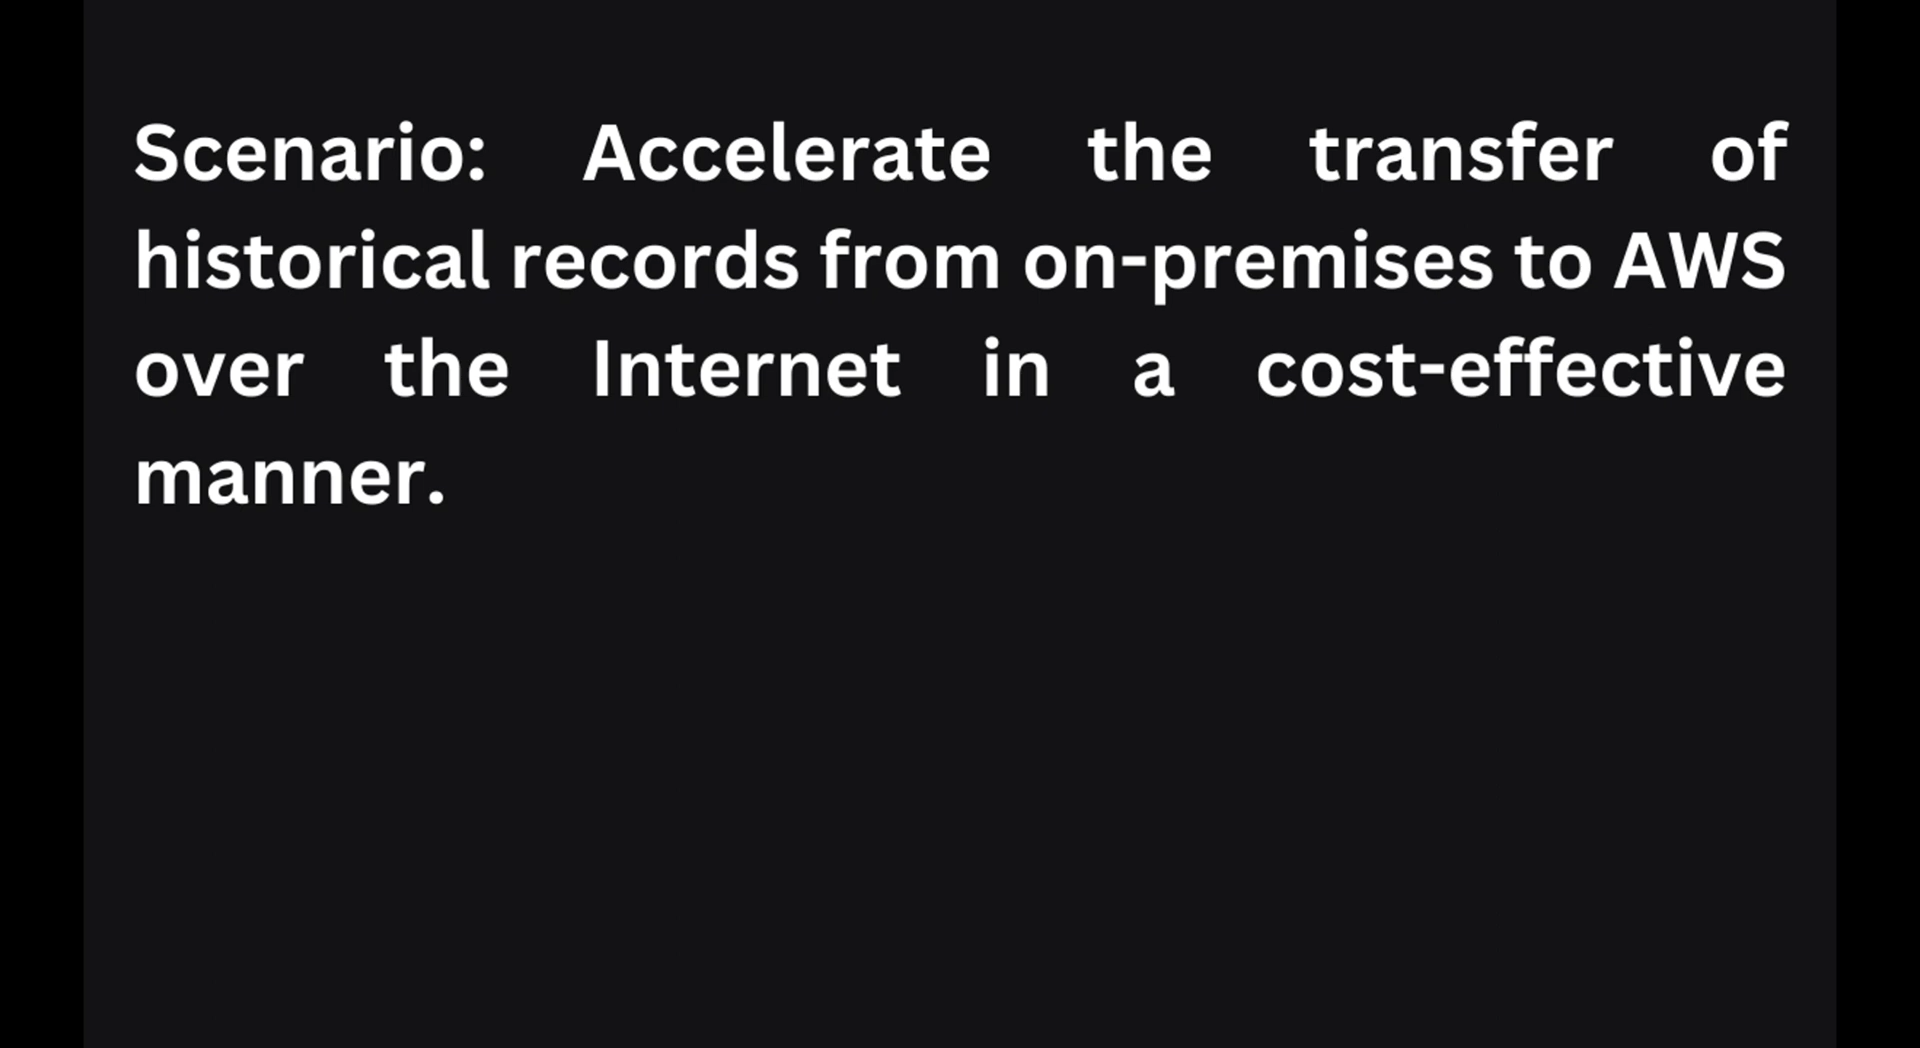 Scenario: Accelerate the transfer of
historical records from on-premises to AWS
over the Internet in a cost-effective
manner.